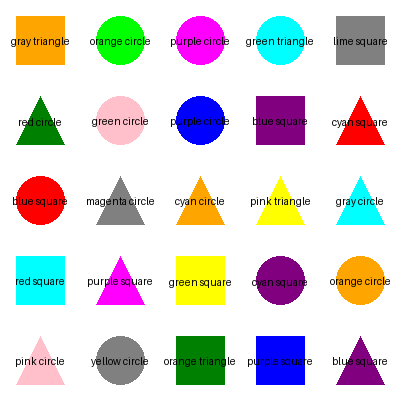 gray triangle
orange circle
purple circle
green triangle
lime square
red circle
green circle
purple circle
blue square
cyan square
blue square
magenta circle
cyan circle
pink triangle
gray circle
red square
purple square
green square
cyan square
orange circle
pink circle
yellow circle
orange triangle
purple square
blue square